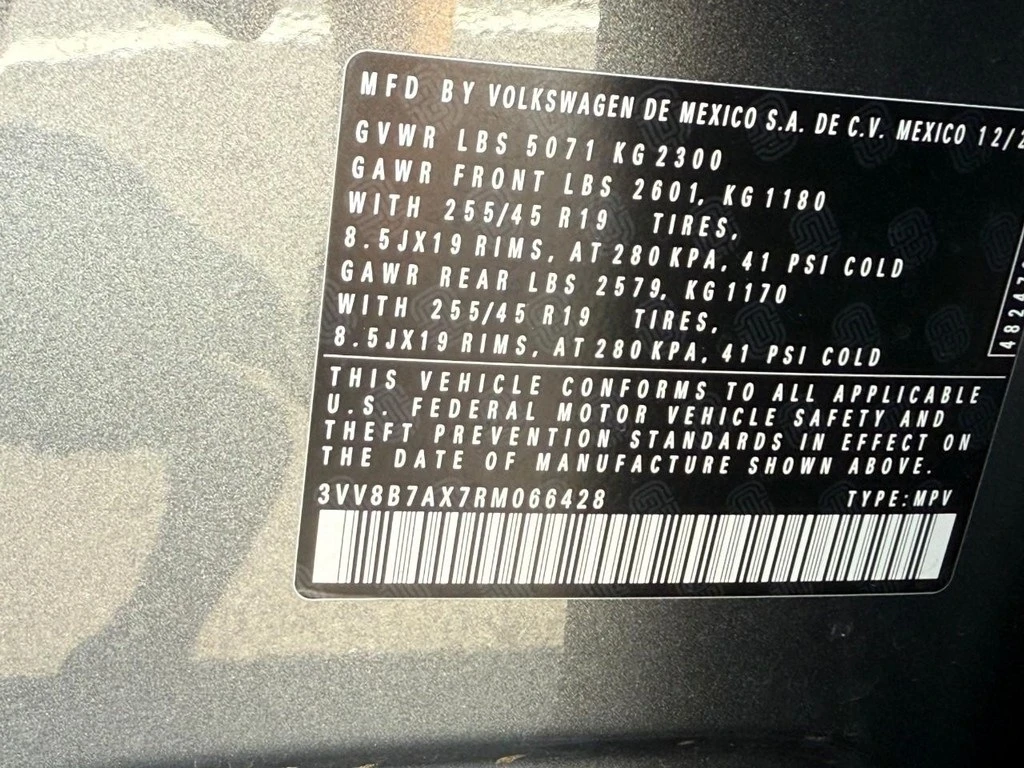 MFD BY VOLKSWAGEN DE MEXICO S.A. DE C.V. MEXICO 12/2
GVWR LBS 5071 KG 2300
GAWR FRONT LBS 2601, KG 1180
WITH 255/45 R19 TIRES,
8.5JX19 RIMS, AT 280 KPA, 41 PSI COLD
GAWR REAR LBS 2579, KG 1170
WITH 255/45 R19 TIRES,
8.5JX19 RIMS, AT 280 KPA, 41 PSI COLD
THIS VEHICLE CONFORMS TO ALL APPLICABLE
U.S. FEDERAL MOTOR VEHICLE SAFETY AND
THEFT PREVENTION STANDARDS IN EFFECT ON
THE DATE OF MANUFACTURE SHOWN ABOVE.
3VV8B7AX7RM066428 TYPE: MPV